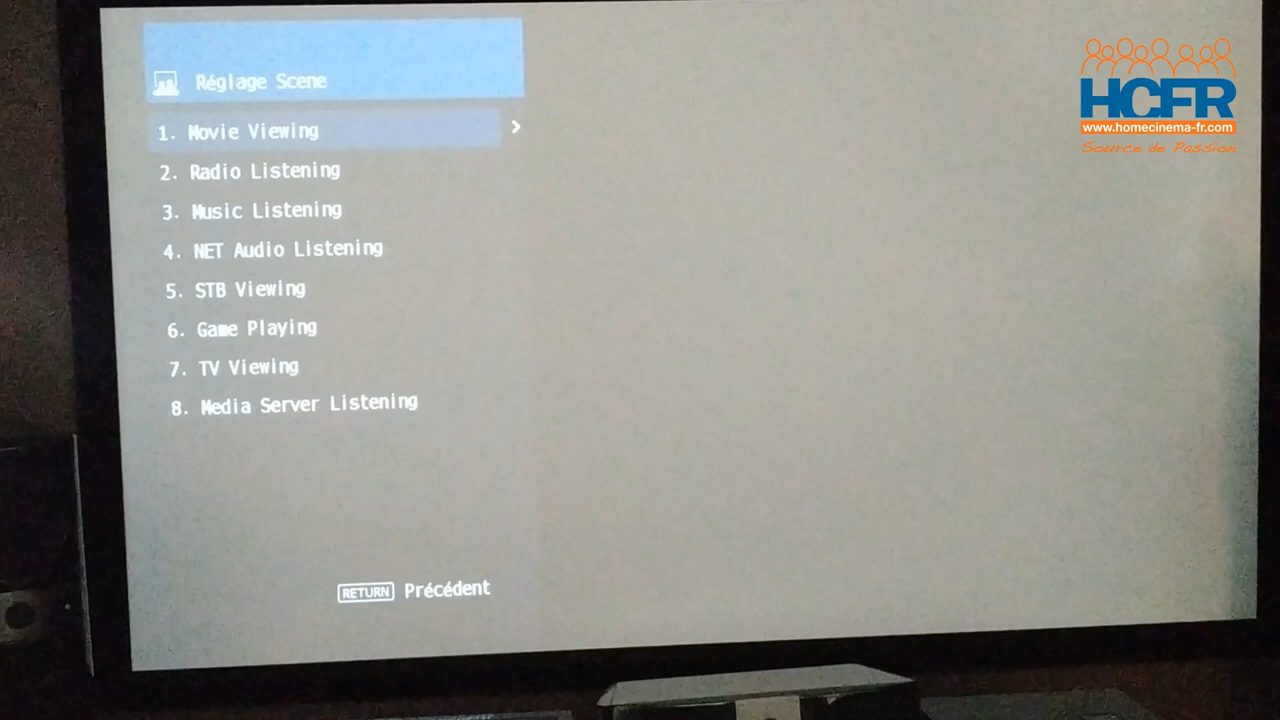 Réglage Scene
1. Movie Viewing
2. Radio Listening
3. Music Listening
4. NET Audio Listening
5. STB Viewing
6. Game Playing
7. TV Viewing
8. Media Server Listening
RETURN Précédent
HCFR
www.homecinema-fr.com
Source de Passion